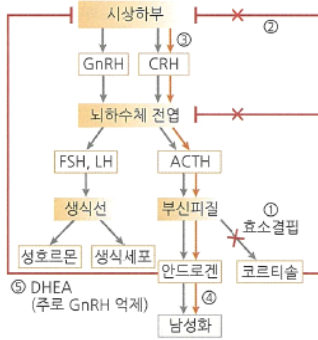 시상하부
②
③
GnRH
CRH
뇌하수체 전엽
FSH, LH
ACTH
생식선
부신피질
①
효소결핍
성호르몬
생식세포
안드로겐
코르티솔
⑤ DHEA
(주로 GnRH 억제)
④
남성화